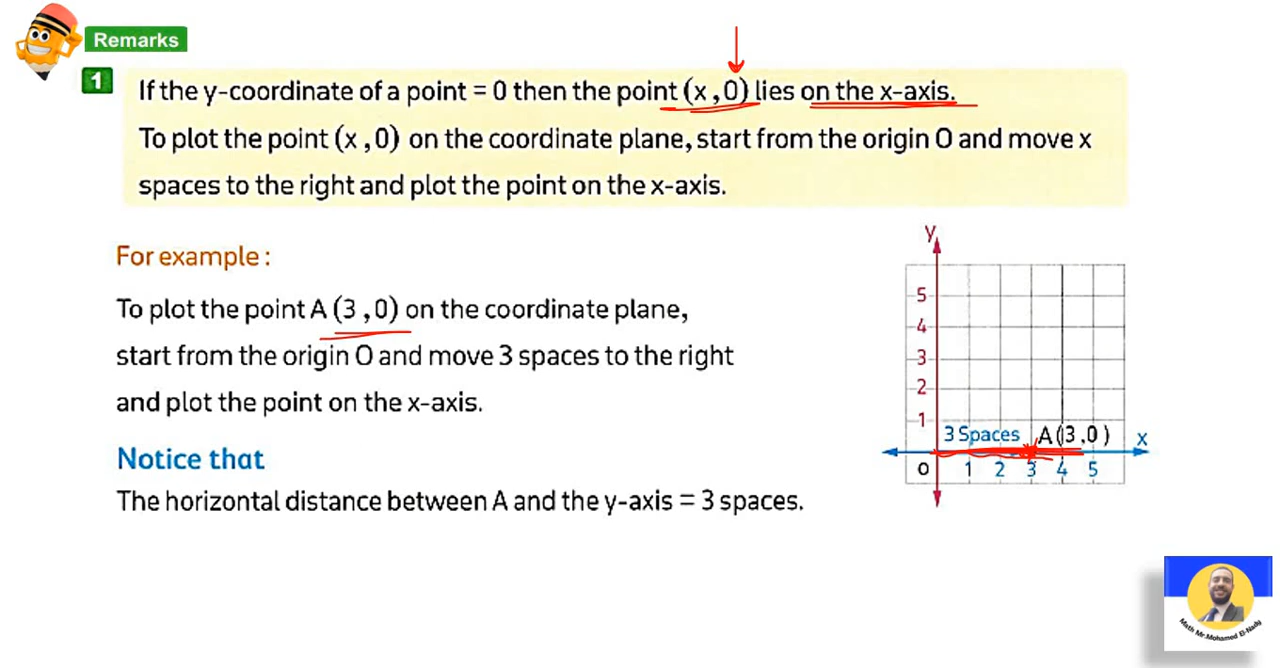 Remarks
1
If the y-coordinate of a point = 0 then the point (x , 0) lies on the x-axis.
To plot the point (x , 0) on the coordinate plane, start from the origin O and move x
spaces to the right and plot the point on the x-axis.
For example :
To plot the point A (3 , 0) on the coordinate plane,
start from the origin O and move 3 spaces to the right
and plot the point on the x-axis.
Notice that
The horizontal distance between A and the y-axis = 3 spaces.
y
5
4
3
2
1
3 Spaces A(3 , 0) x
O 1 2 3 4 5
Math Mr.Mohamed El-Nady